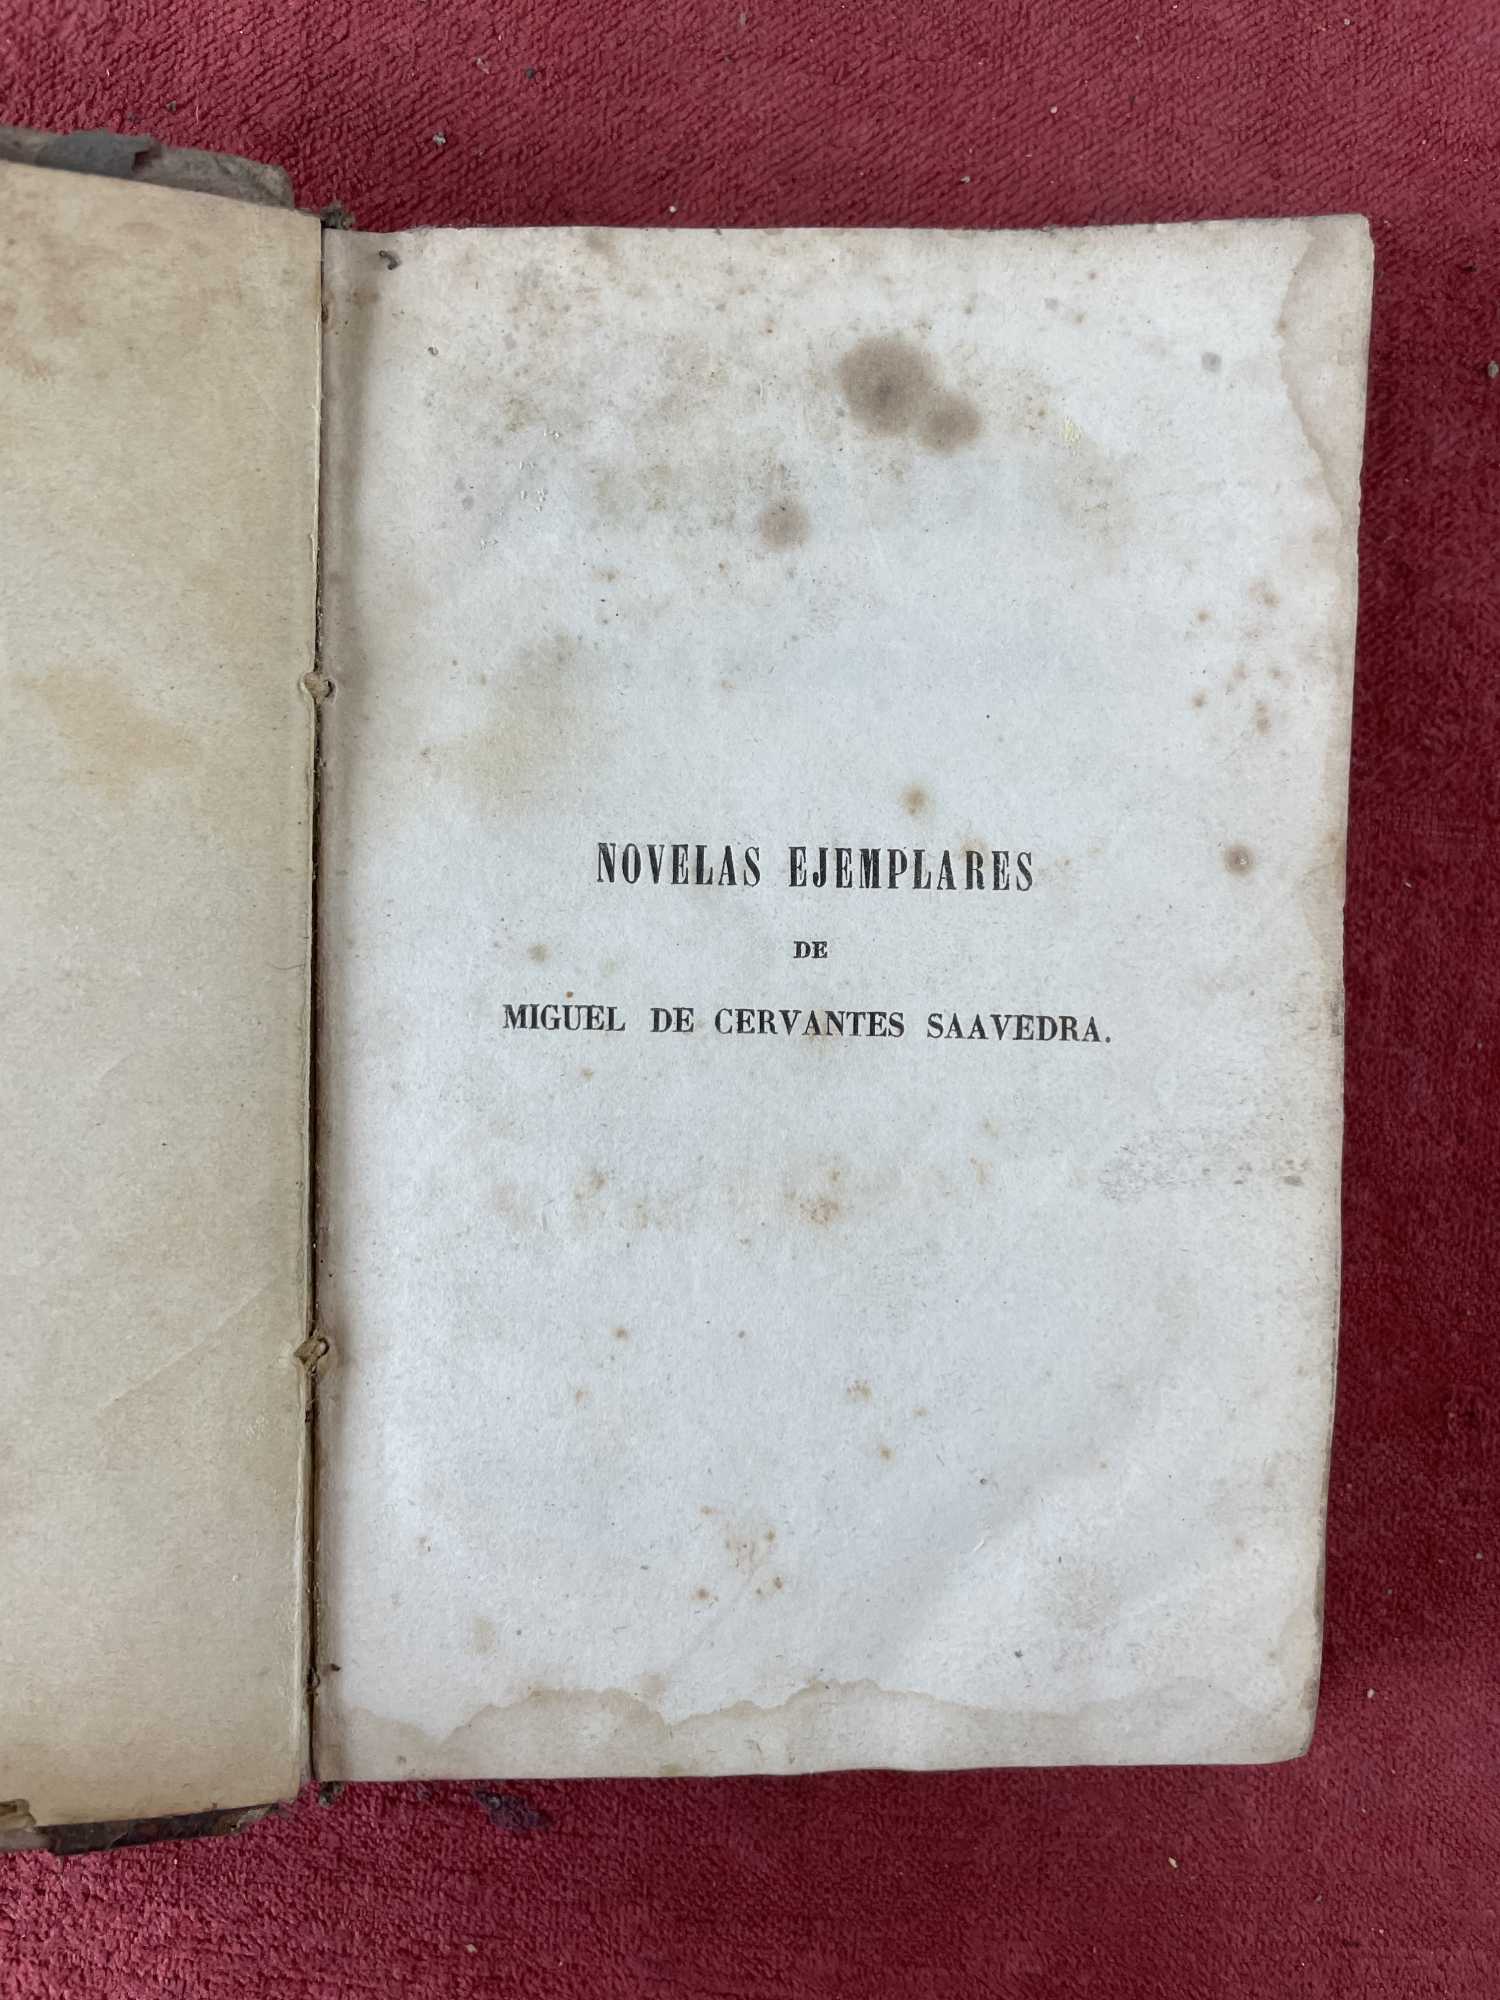 NOVELAS EJEMPLARES
DE
MIGUEL DE CERVANTES SAAVEDRA.